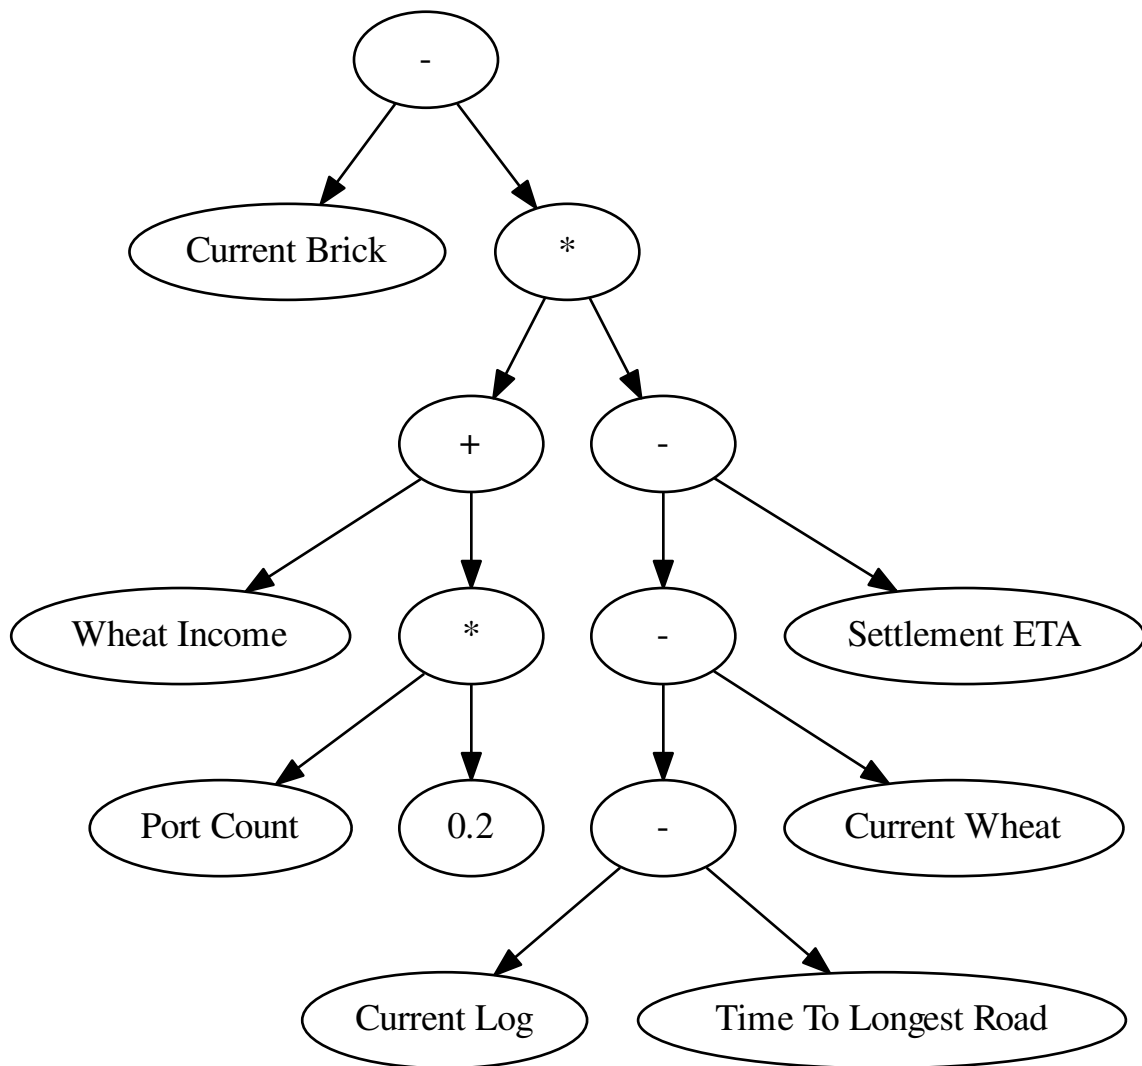 -
Current Brick
*
+
-
Wheat Income
*
-
Settlement ETA
Port Count
0.2
-
Current Wheat
Current Log
Time To Longest Road